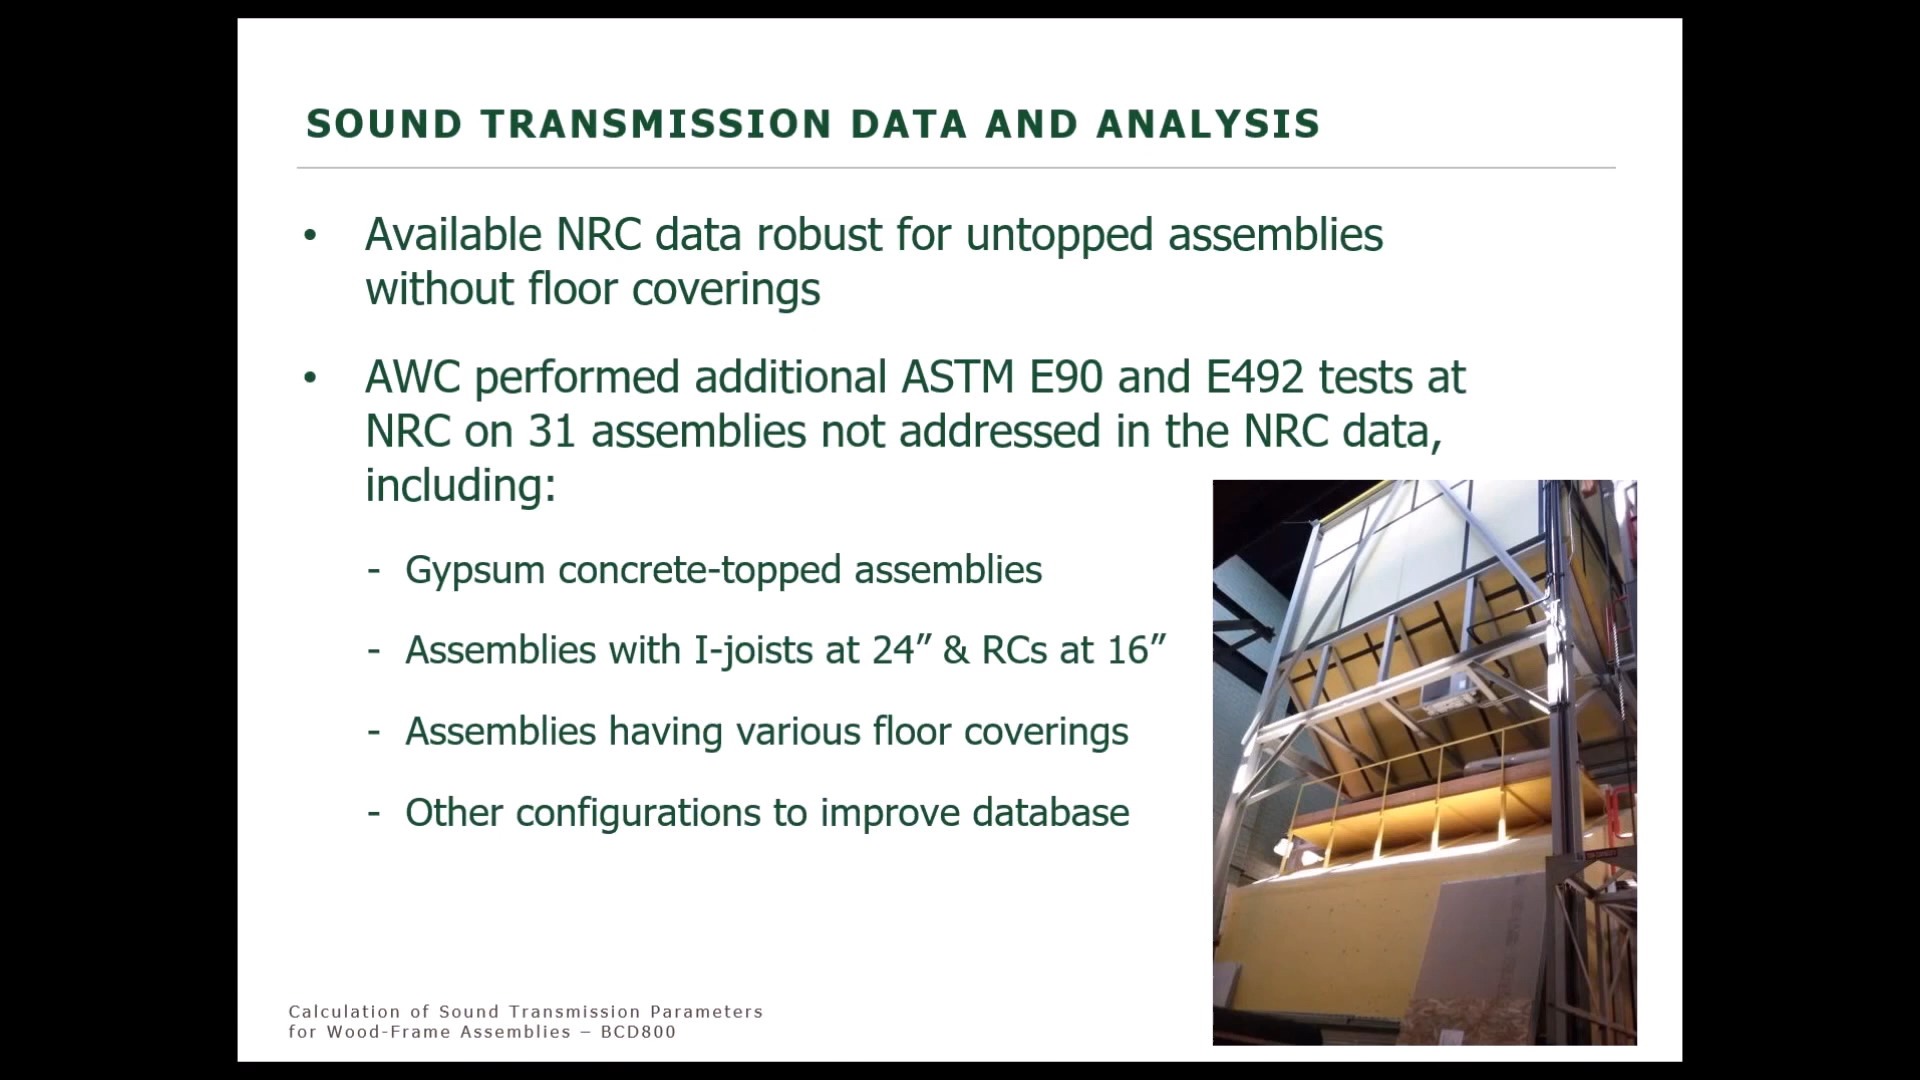 SOUND TRANSMISSION DATA AND ANALYSIS
• Available NRC data robust for untopped assemblies
without floor coverings
• AWC performed additional ASTM E90 and E492 tests at
NRC on 31 assemblies not addressed in the NRC data,
including:
- Gypsum concrete-topped assemblies
- Assemblies with I-joists at 24” & RCs at 16”
- Assemblies having various floor coverings
- Other configurations to improve database
Calculation of Sound Transmission Parameters
for Wood-Frame Assemblies – BCD800